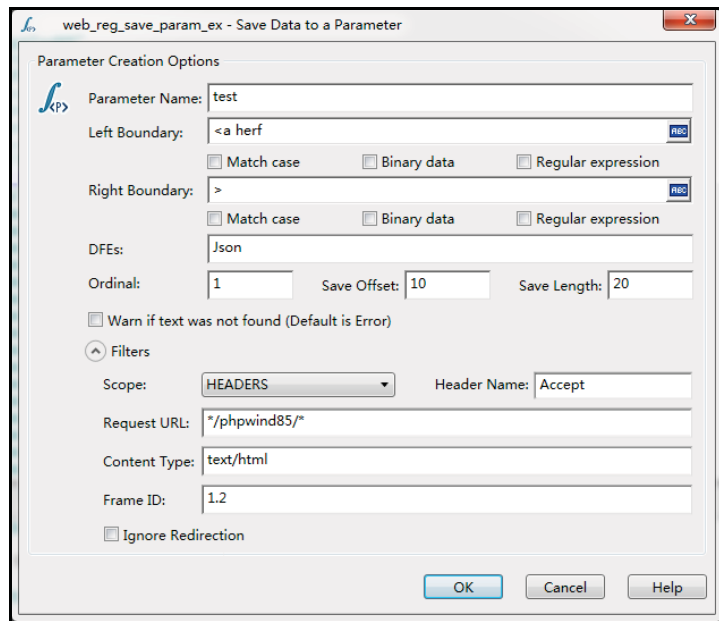 web_reg_save_param_ex - Save Data to a Parameter
Parameter Creation Options
Parameter Name: test
Left Boundary: <a herf ABC
Match case Binary data Regular expression
Right Boundary: > ABC
Match case Binary data Regular expression
DFEs: Json
Ordinal: 1 Save Offset: 10 Save Length: 20
Warn if text was not found (Default is Error)
Filters
Scope: HEADERS Header Name: Accept
Request URL: */phpwind85/*
Content Type: text/html
Frame ID: 1.2
Ignore Redirection
OK Cancel Help